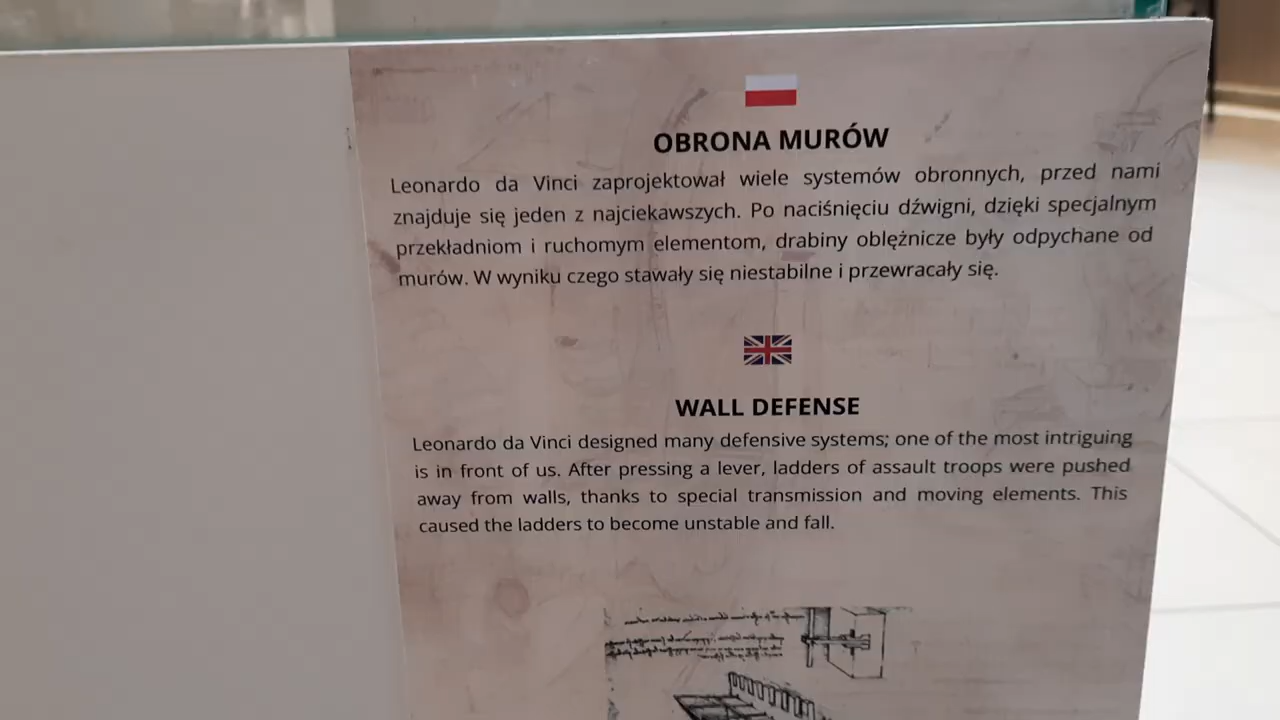 OBRONA MURÓW
Leonardo da Vinci zaprojektował wiele systemów obronnych, przed nami
znajduje się jeden z najciekawszych. Po naciśnięciu dźwigni, dzięki specjalnym
przekładniom i ruchomym elementom, drabiny oblężnicze były odpychane od
murów. W wyniku czego stawały się niestabilne i przewracały się.
WALL DEFENSE
Leonardo da Vinci designed many defensive systems; one of the most intriguing
is in front of us. After pressing a lever, ladders of assault troops were pushed
away from walls, thanks to special transmission and moving elements. This
caused the ladders to become unstable and fall.